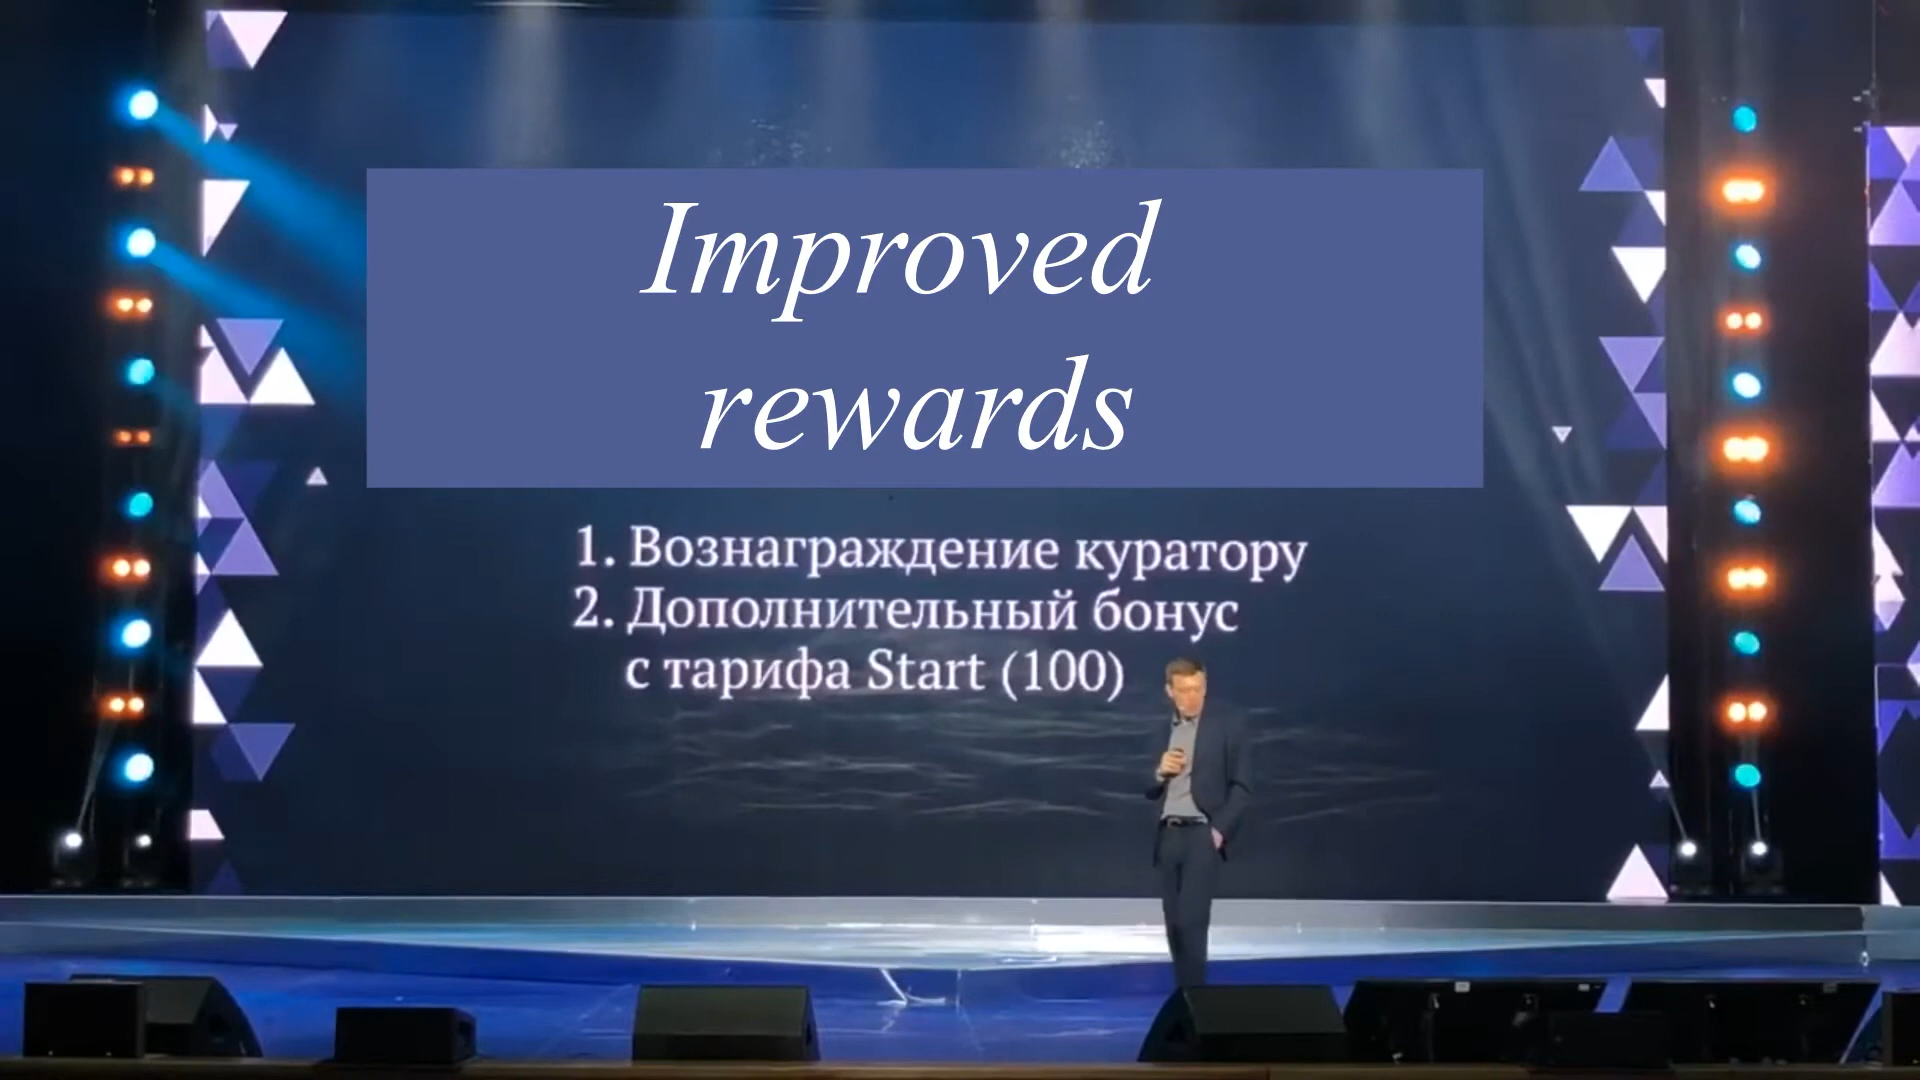 Improved
rewards
1. Вознаграждение куратору
2. Дополнительный бонус
с тарифа Start (100)